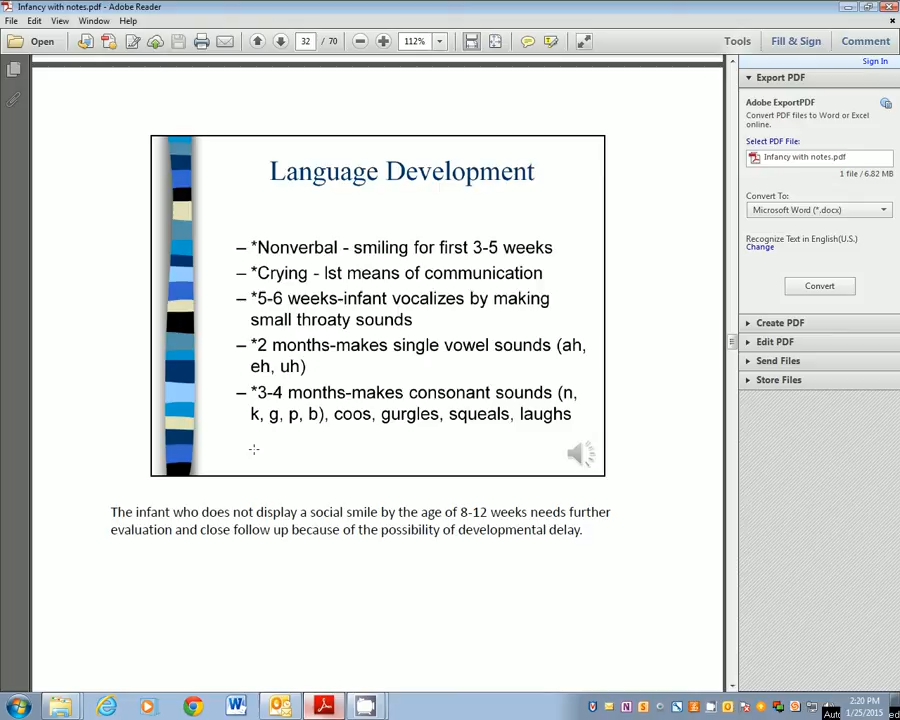 Infancy with notes.pdf - Adobe Reader
File Edit View Window Help
Open 32 / 70 112% Tools Fill & Sign Comment
Sign In
Export PDF
Adobe ExportPDF
Convert PDF files to Word or Excel
online.
Select PDF File:
Infancy with notes.pdf
1 file / 6.82 MB
Convert To:
Microsoft Word (*.docx)
Recognize Text in English(U.S.)
Change
Convert
Create PDF
Edit PDF
Send Files
Store Files
Language Development
– *Nonverbal - smiling for first 3-5 weeks
– *Crying - lst means of communication
– *5-6 weeks-infant vocalizes by making
small throaty sounds
– *2 months-makes single vowel sounds (ah,
eh, uh)
– *3-4 months-makes consonant sounds (n,
k, g, p, b), coos, gurgles, squeals, laughs
The infant who does not display a social smile by the age of 8-12 weeks needs further
evaluation and close follow up because of the possibility of developmental delay.
2:20 PM
1/25/2015